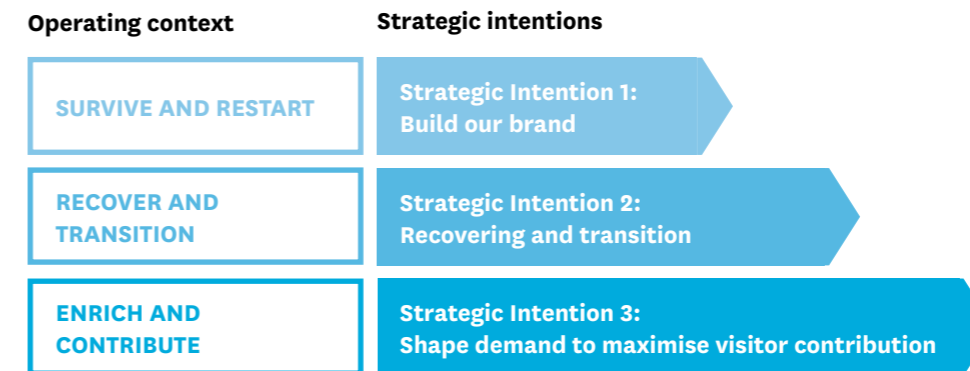 Operating context
Strategic intentions
SURVIVE AND RESTART
Strategic Intention 1:
Build our brand
RECOVER AND
TRANSITION
Strategic Intention 2:
Recovering and transition
ENRICH AND
CONTRIBUTE
Strategic Intention 3:
Shape demand to maximise visitor contribution